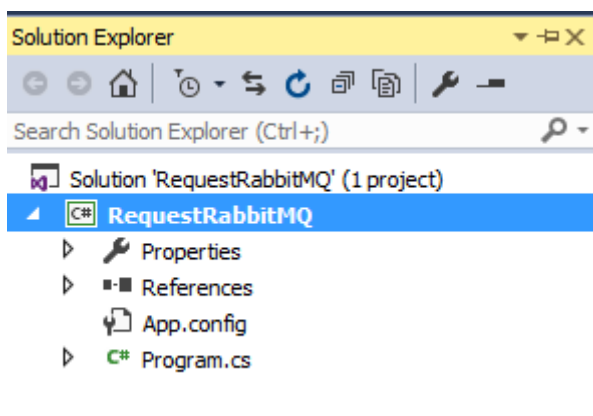 Solution Explorer
Search Solution Explorer (Ctrl+;)
Solution 'RequestRabbitMQ' (1 project)
C# RequestRabbitMQ
Properties
References
App.config
C# Program.cs